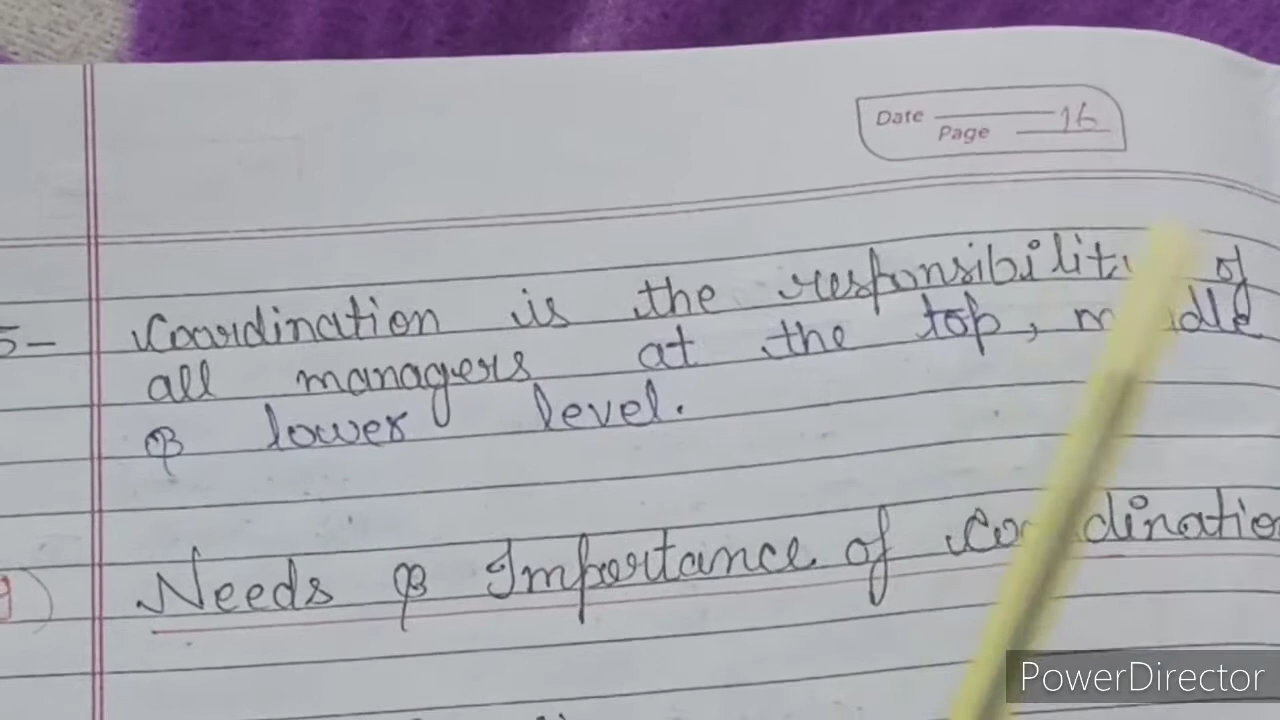 Date
Page 16
5- Coordination is the responsibility of
all managers at the top, middle
& lower level.
9) Needs & Importance of Coordination
PowerDirector